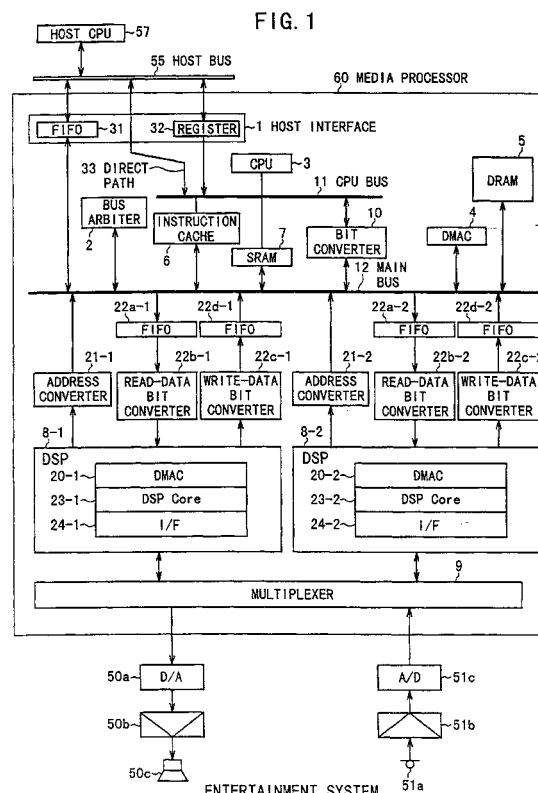 FIG. 1
HOST CPU 57
55 HOST BUS
60 MEDIA PROCESSOR
FIFO 31 32 REGISTER 1 HOST INTERFACE
33 DIRECT PATH
CPU 3
5
DRAM
11 CPU BUS
BUS ARBITER
2
INSTRUCTION CACHE
6
7
SRAM
10
BIT CONVERTER
4
DMAC
12 MAIN BUS
22a-1 22d-1 22a-2 22d-2
FIFO FIFO FIFO FIFO
21-1 22b-1 22c-1 21-2 22b-2 22c-2
ADDRESS CONVERTER READ-DATA BIT CONVERTER WRITE-DATA BIT CONVERTER ADDRESS CONVERTER READ-DATA BIT CONVERTER WRITE-DATA BIT CONVERTER
8-1 8-2
DSP DSP
20-1 DMAC 20-2 DMAC
23-1 DSP Core 23-2 DSP Core
24-1 I/F 24-2 I/F
9
MULTIPLEXER
50a D/A A/D 51c
50b 51b
50c 51a
ENTERTAINMENT SYSTEM